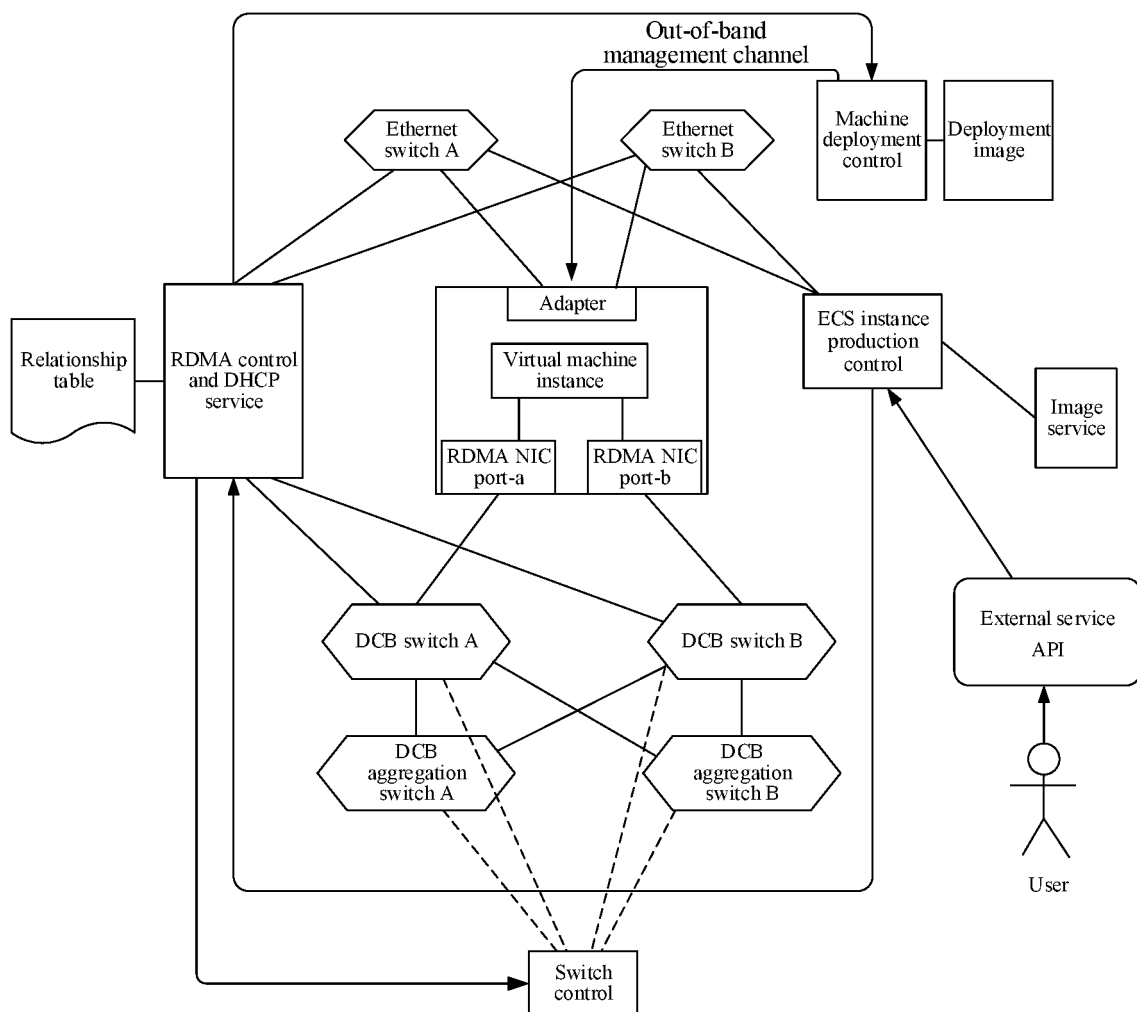 Out-of-band
management channel
Ethernet
switch A
Ethernet
switch B
Machine
deployment
control
Deployment
image
Relationship
table
RDMA control
and DHCP
service
Adapter
Virtual machine
instance
RDMA NIC
port-a
RDMA NIC
port-b
ECS instance
production
control
Image
service
DCB switch A
DCB switch B
External service
API
DCB
aggregation
switch A
DCB
aggregation
switch B
User
Switch
control